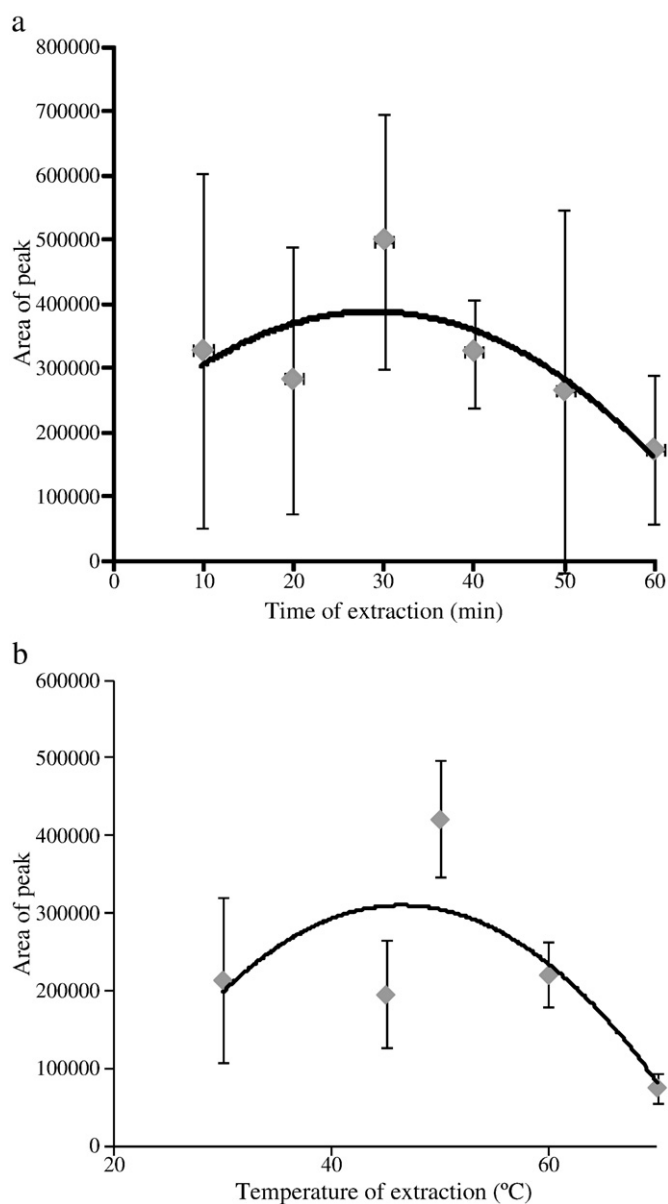 a
800000
700000
600000
500000
400000
300000
200000
100000
0
0 10 20 30 40 50 60
Area of peak
Time of extraction (min)
b
600000
500000
400000
300000
200000
100000
0
20 40 60
Area of peak
Temperature of extraction (ºC)